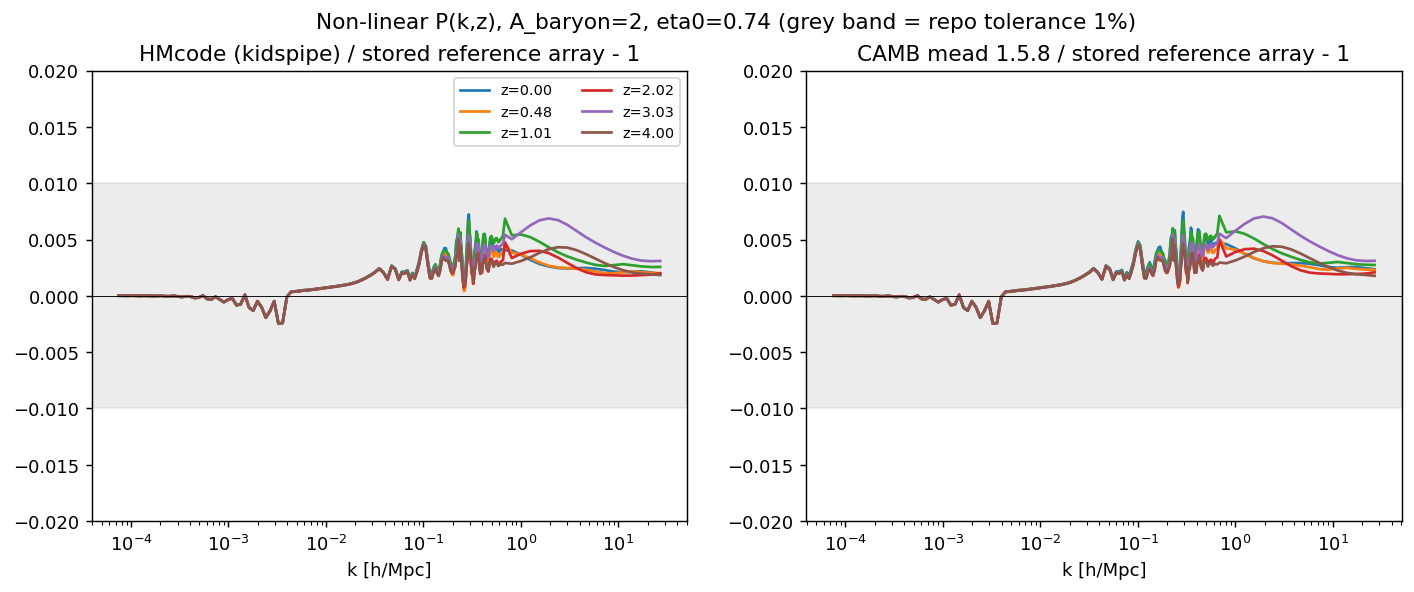 Non-linear P(k,z), A_baryon=2, eta0=0.74 (grey band = repo tolerance 1%)
HMcode (kidspipe) / stored reference array - 1
0.020
0.015
0.010
0.005
0.000
−0.005
−0.010
−0.015
−0.020
z=0.00 z=2.02
z=0.48 z=3.03
z=1.01 z=4.00
10⁻⁴ 10⁻³ 10⁻² 10⁻¹ 10⁰ 10¹
k [h/Mpc]
CAMB mead 1.5.8 / stored reference array - 1
0.020
0.015
0.010
0.005
0.000
−0.005
−0.010
−0.015
−0.020
10⁻⁴ 10⁻³ 10⁻² 10⁻¹ 10⁰ 10¹
k [h/Mpc]